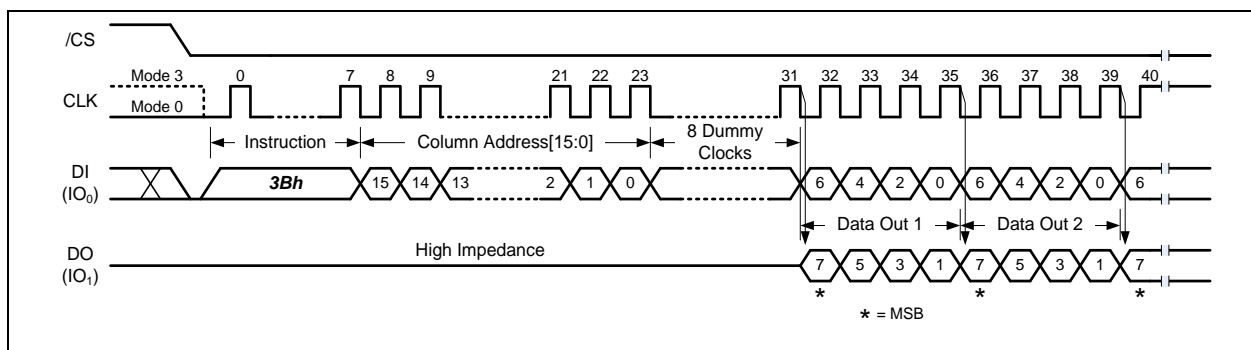 /CS
Mode 3 0 7 8 9 21 22 23 31 32 33 34 35 36 37 38 39 40
CLK
Mode 0
Instruction Column Address[15:0] 8 Dummy Clocks
DI
(IO0)
3Bh 15 14 13 2 1 0 6 4 2 0 6 4 2 0 6
Data Out 1 Data Out 2
DO
(IO1)
High Impedance
7 5 3 1 7 5 3 1 7
* * *
* = MSB